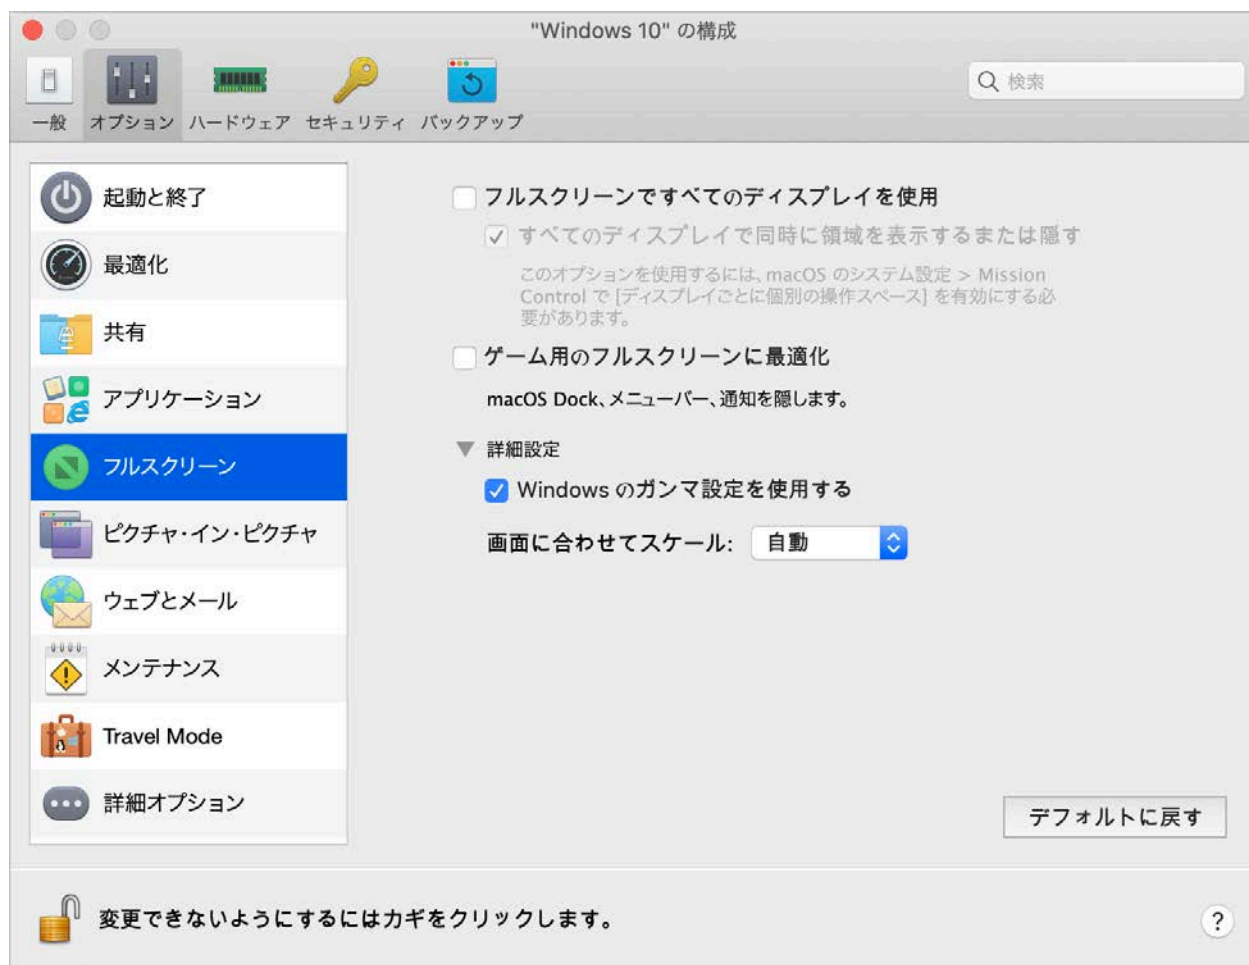 "Windows 10" の構成
一般 オプション ハードウェア セキュリティ バックアップ
検索
起動と終了
最適化
共有
アプリケーション
フルスクリーン
ピクチャ・イン・ピクチャ
ウェブとメール
メンテナンス
Travel Mode
詳細オプション
フルスクリーンですべてのディスプレイを使用
すべてのディスプレイで同時に領域を表示するまたは隠す
このオプションを使用するには、macOS のシステム設定 > Mission
Control で [ディスプレイごとに個別の操作スペース] を有効にする必
要があります。
ゲーム用のフルスクリーンに最適化
macOS Dock、メニューバー、通知を隠します。
詳細設定
Windows のガンマ設定を使用する
画面に合わせてスケール: 自動
デフォルトに戻す
変更できないようにするにはカギをクリックします。
?